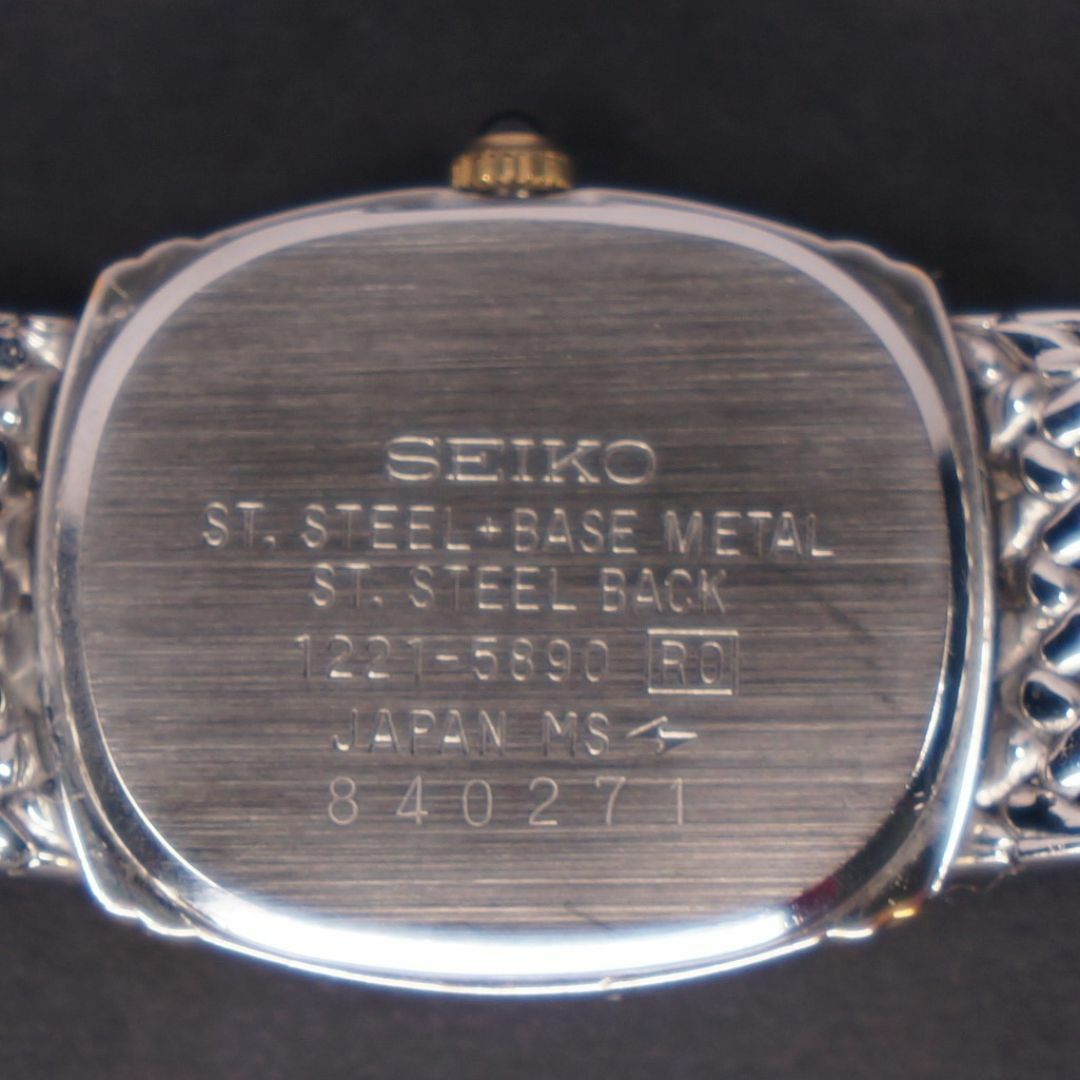 SEIKO
ST. STEEL+BASE METAL
ST. STEEL BACK
1221-5890 R0
JAPAN MS
840271